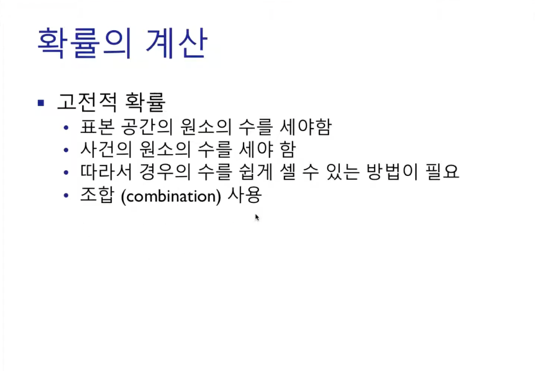 확률의 계산
고전적 확률
표본 공간의 원소의 수를 세야함
사건의 원소의 수를 세야 함
따라서 경우의 수를 쉽게 셀 수 있는 방법이 필요
조합 (combination) 사용